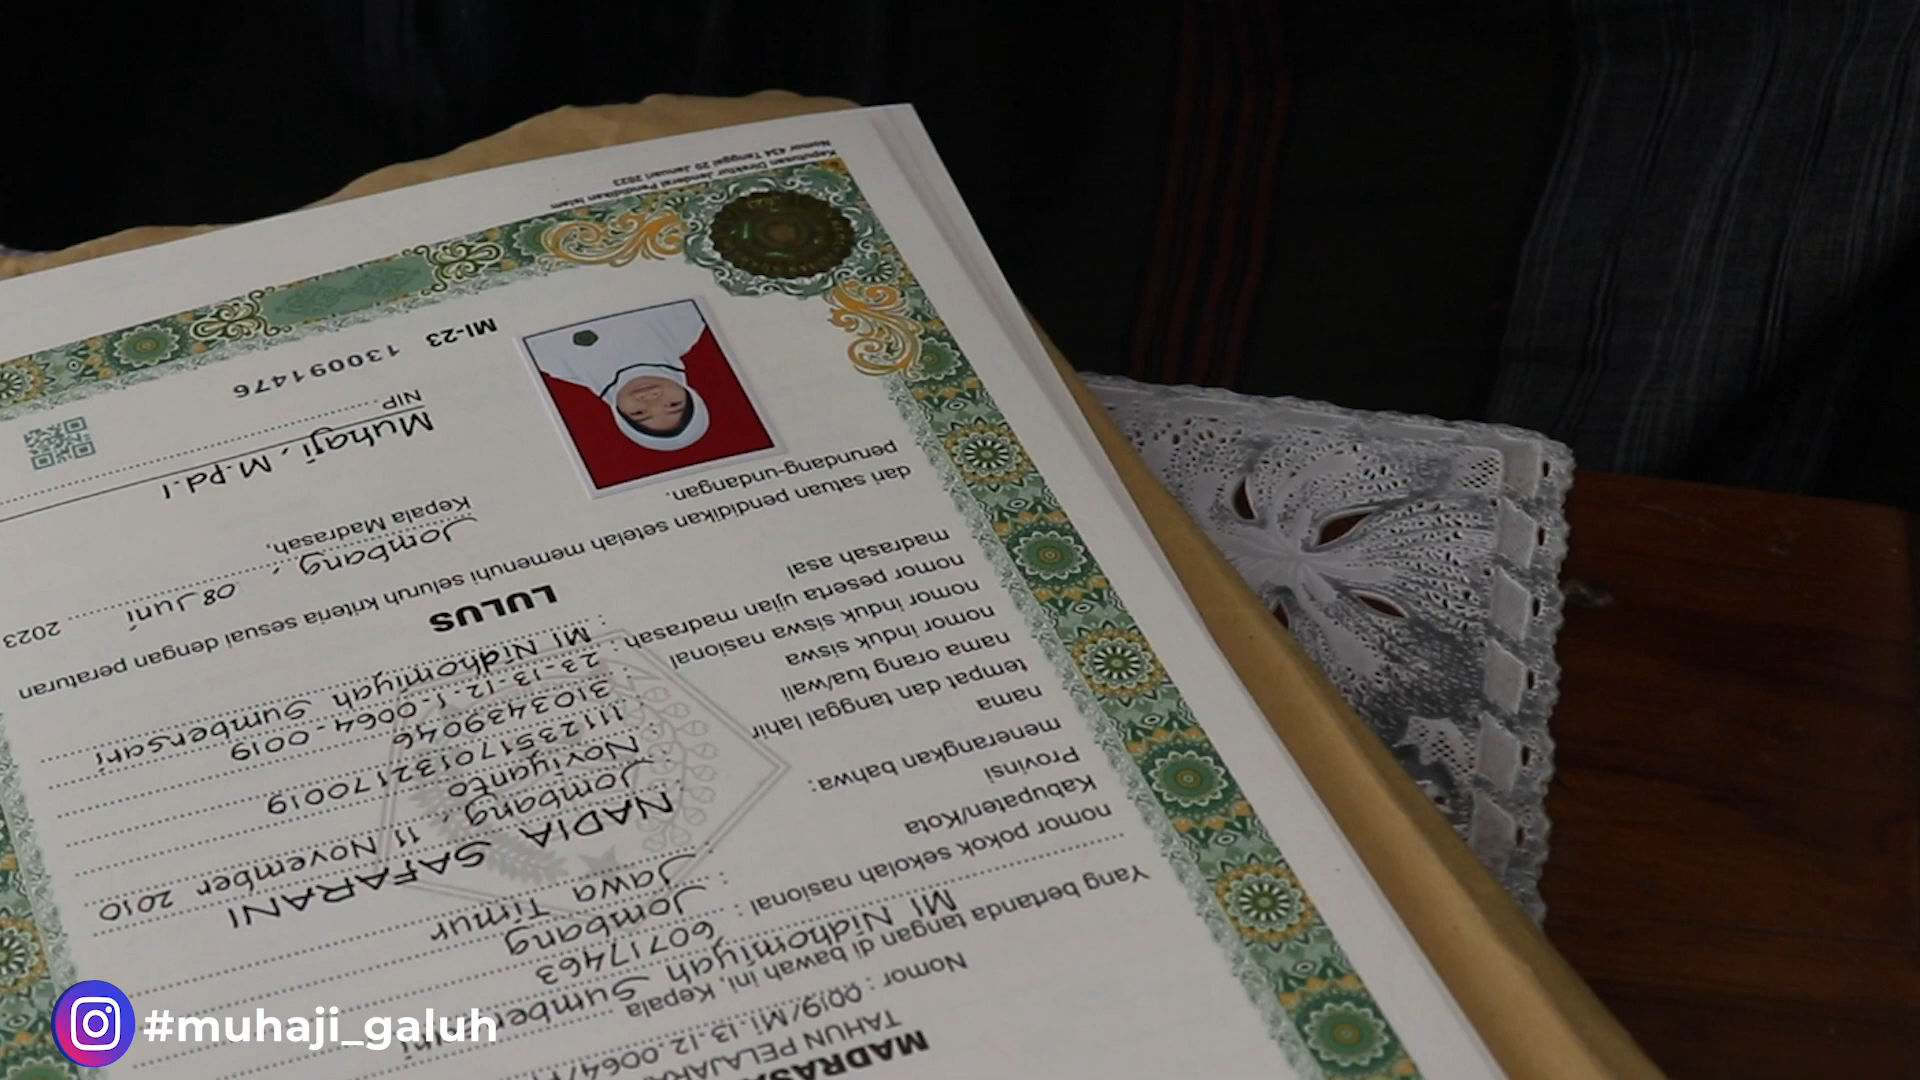 MADRASA
TAHUN PELAJARA
Nomor : 0019/MI.13.12.0064/
Yang bertanda tangan di bawah ini, Kepala
MI Nidhomiyah Sumbersari
nomor pokok sekolah nasional : 60717463
Kabupaten/Kota : Jombang
Provinsi : Jawa Timur
menerangkan bahwa:
nama NADIA SAFARANI
tempat dan tanggal lahir : Jombang, 11 November 2010
nama orang tua/wali : Noviyanto
nomor induk siswa : 111235170132170019
nomor induk siswa nasional : 3103439046
nomor peserta ujian madrasah : 23-13-12-1-0064-0019
madrasah asal : MI Nidhomiyah Sumbersari
LULUS
dari satuan pendidikan setelah memenuhi seluruh kriteria sesuai dengan peraturan
perundang-undangan.
Jombang, 08 Juni 2023
Kepala Madrasah,
Muhaji, M.Pd.I
NIP.
MI-23 130091476
Keputusan Direktur Jenderal Pendidikan Islam
Nomor 434 Tanggal 20 Januari 2023
#muhaji_galuh